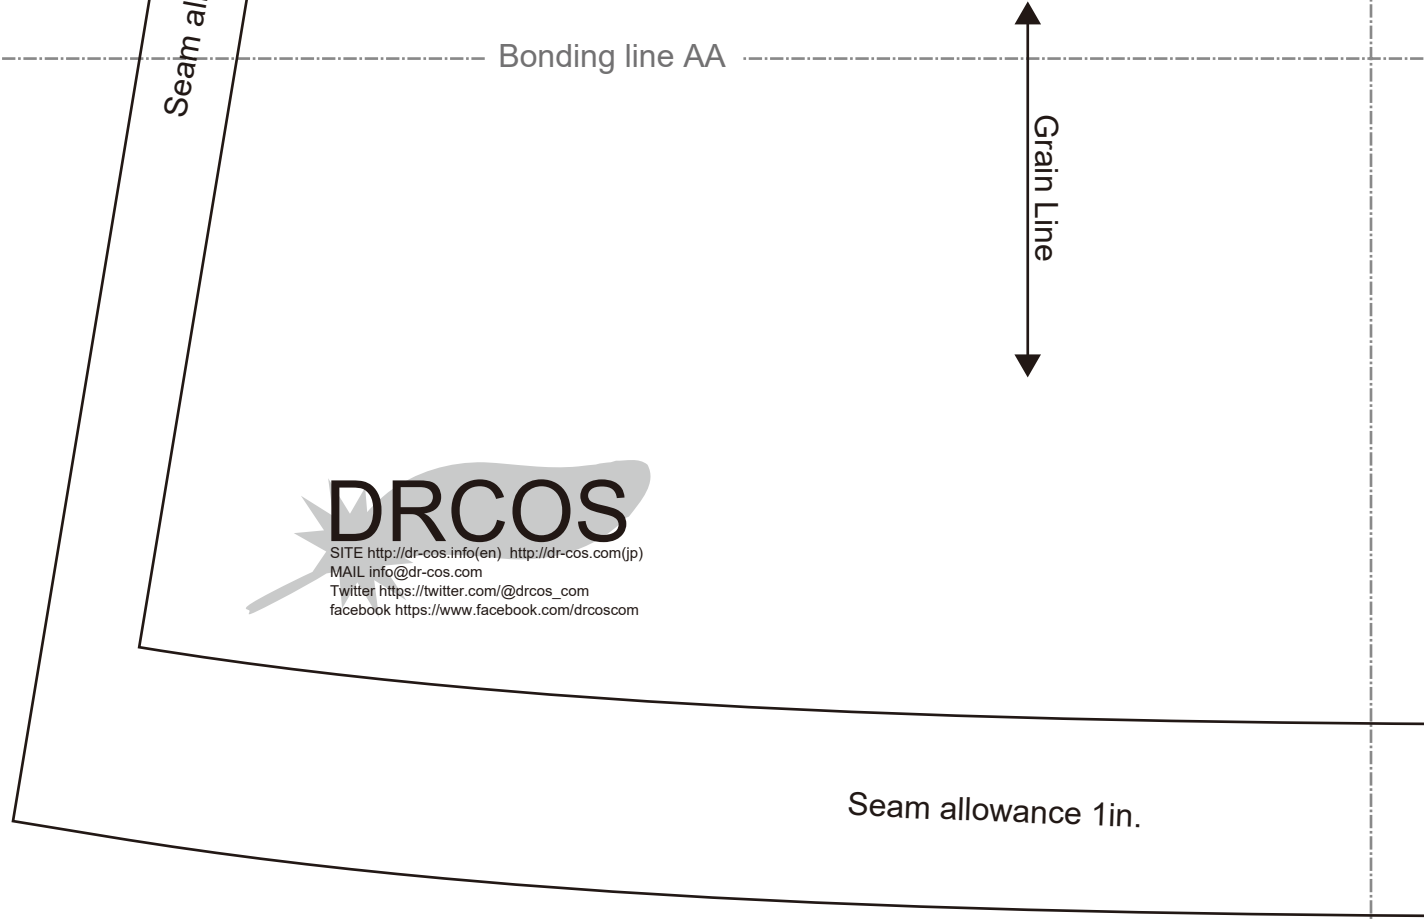 Seam
Bonding line AA
Grain Line
DRCOS
SITE http://dr-cos.info(en) http://dr-cos.com(jp)
MAIL info@dr-cos.com
Twitter https://twitter.com/@drcos_com
facebook https://www.facebook.com/drcoscom
Seam allowance 1in.